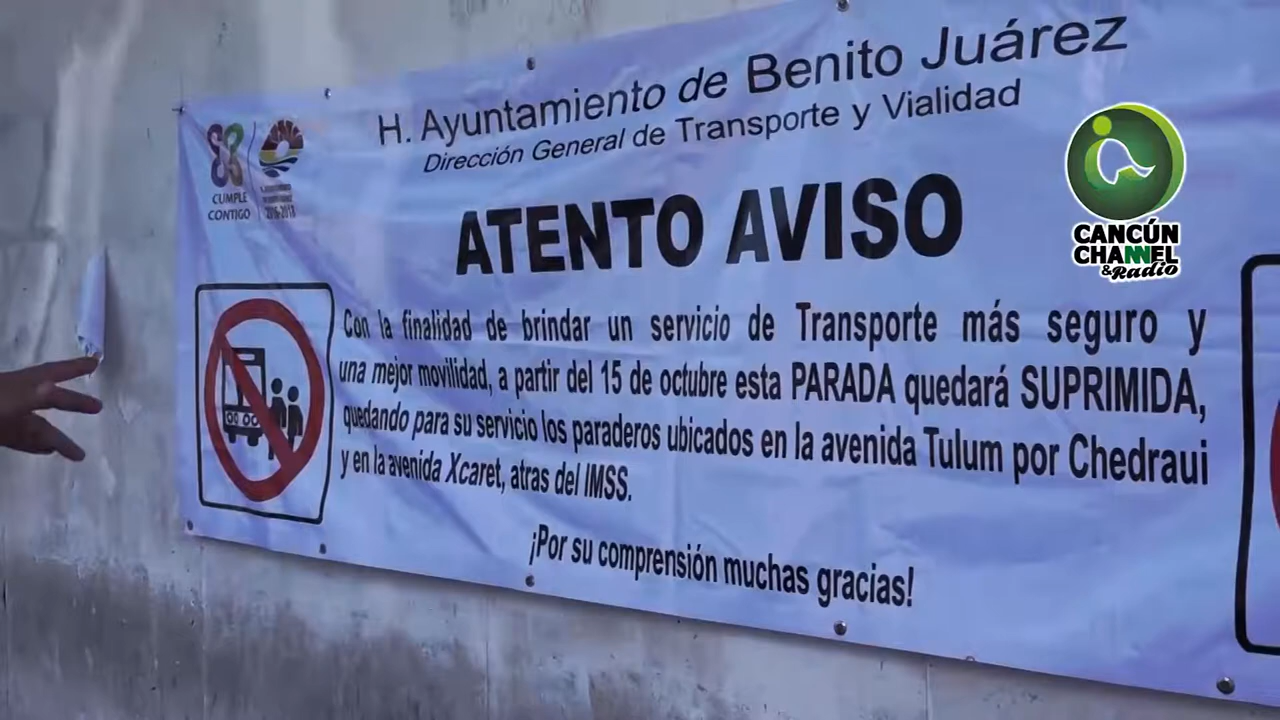 H. Ayuntamiento de Benito Juárez
Dirección General de Transporte y Vialidad
CUMPLE
CONTIGO
2016-2018
ATENTO AVISO
Con la finalidad de brindar un servicio de Transporte más seguro y
una mejor movilidad, a partir del 15 de octubre esta PARADA quedará SUPRIMIDA,
quedando para su servicio los paraderos ubicados en la avenida Tulum por Chedraui
y en la avenida Xcaret, atras del IMSS.
¡Por su comprensión muchas gracias!
CANCÚN
CHANNEL
&Radio